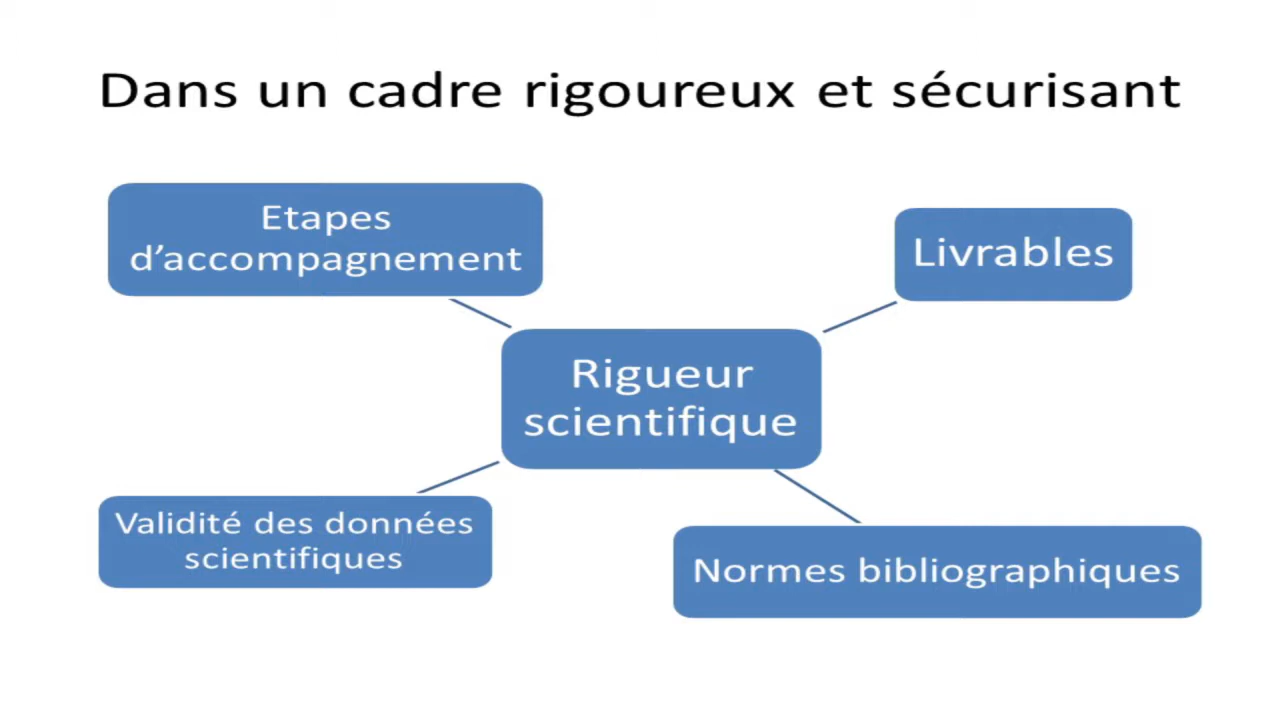 Dans un cadre rigoureux et sécurisant
Etapes
d’accompagnement
Livrables
Rigueur
scientifique
Validité des données
scientifiques
Normes bibliographiques